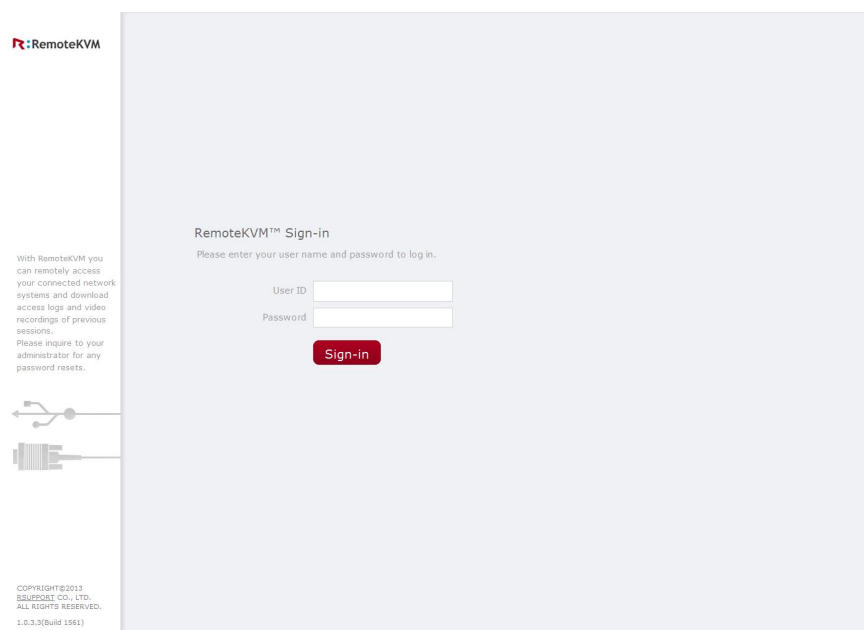 R:RemoteKVM
With RemoteKVM you
can remotely access
your connected network
systems and download
access logs and video
recordings of previous
sessions.
Please inquire to your
administrator for any
password resets.
COPYRIGHT©2013
RSUPPORT CO., LTD.
ALL RIGHTS RESERVED.
1.0.3.3(Build 1561)
RemoteKVM™ Sign-in
Please enter your user name and password to log in.
User ID
Password
Sign-in